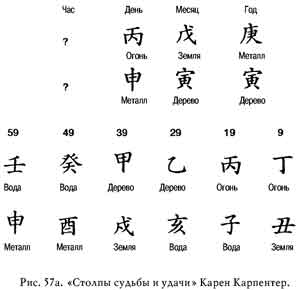 Час День Месяц Год
? 丙 戊 庚
Огонь Земля Металл
? 申 寅 寅
Металл Дерево Дерево
59 49 39 29 19 9
壬 癸 甲 乙 丙 丁
Вода Вода Дерево Дерево Огонь Огонь
申 酉 戌 亥 子 丑
Металл Металл Земля Вода Вода Земля
Рис. 57а. «Столпы судьбы и удачи» Карен Карпентер.